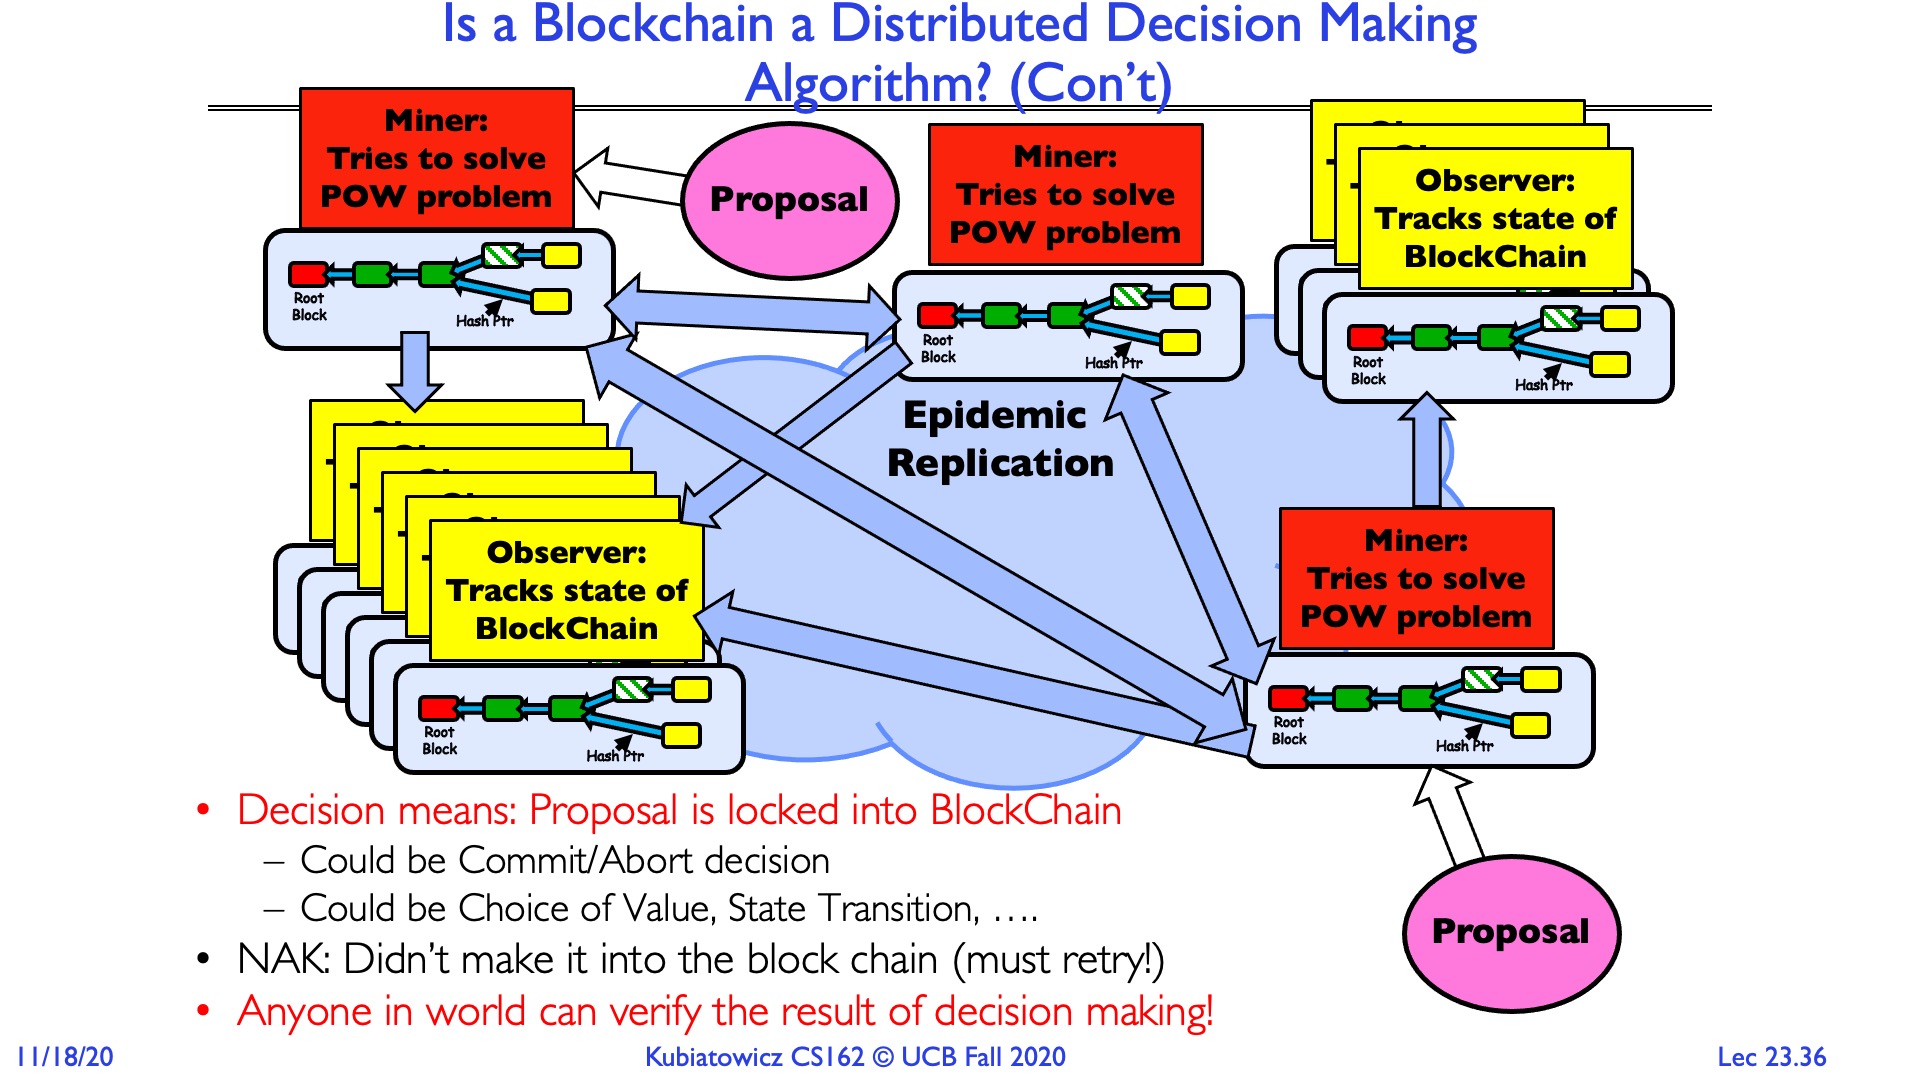 Is a Blockchain a Distributed Decision Making
Algorithm? (Con't)
Miner:
Tries to solve
POW problem
Proposal
Miner:
Tries to solve
POW problem
Observer:
Tracks state of
BlockChain
Root
Block
Hash Ptr
Root
Block
Hash Ptr
Root
Block
Hash Ptr
Epidemic
Replication
Observer:
Tracks state of
BlockChain
Miner:
Tries to solve
POW problem
Root
Block
Hash Ptr
Root
Block
Hash Ptr
Proposal
• Decision means: Proposal is locked into BlockChain
– Could be Commit/Abort decision
– Could be Choice of Value, State Transition, ….
• NAK: Didn't make it into the block chain (must retry!)
• Anyone in world can verify the result of decision making!
11/18/20
Kubiatowicz CS162 © UCB Fall 2020
Lec 23.36